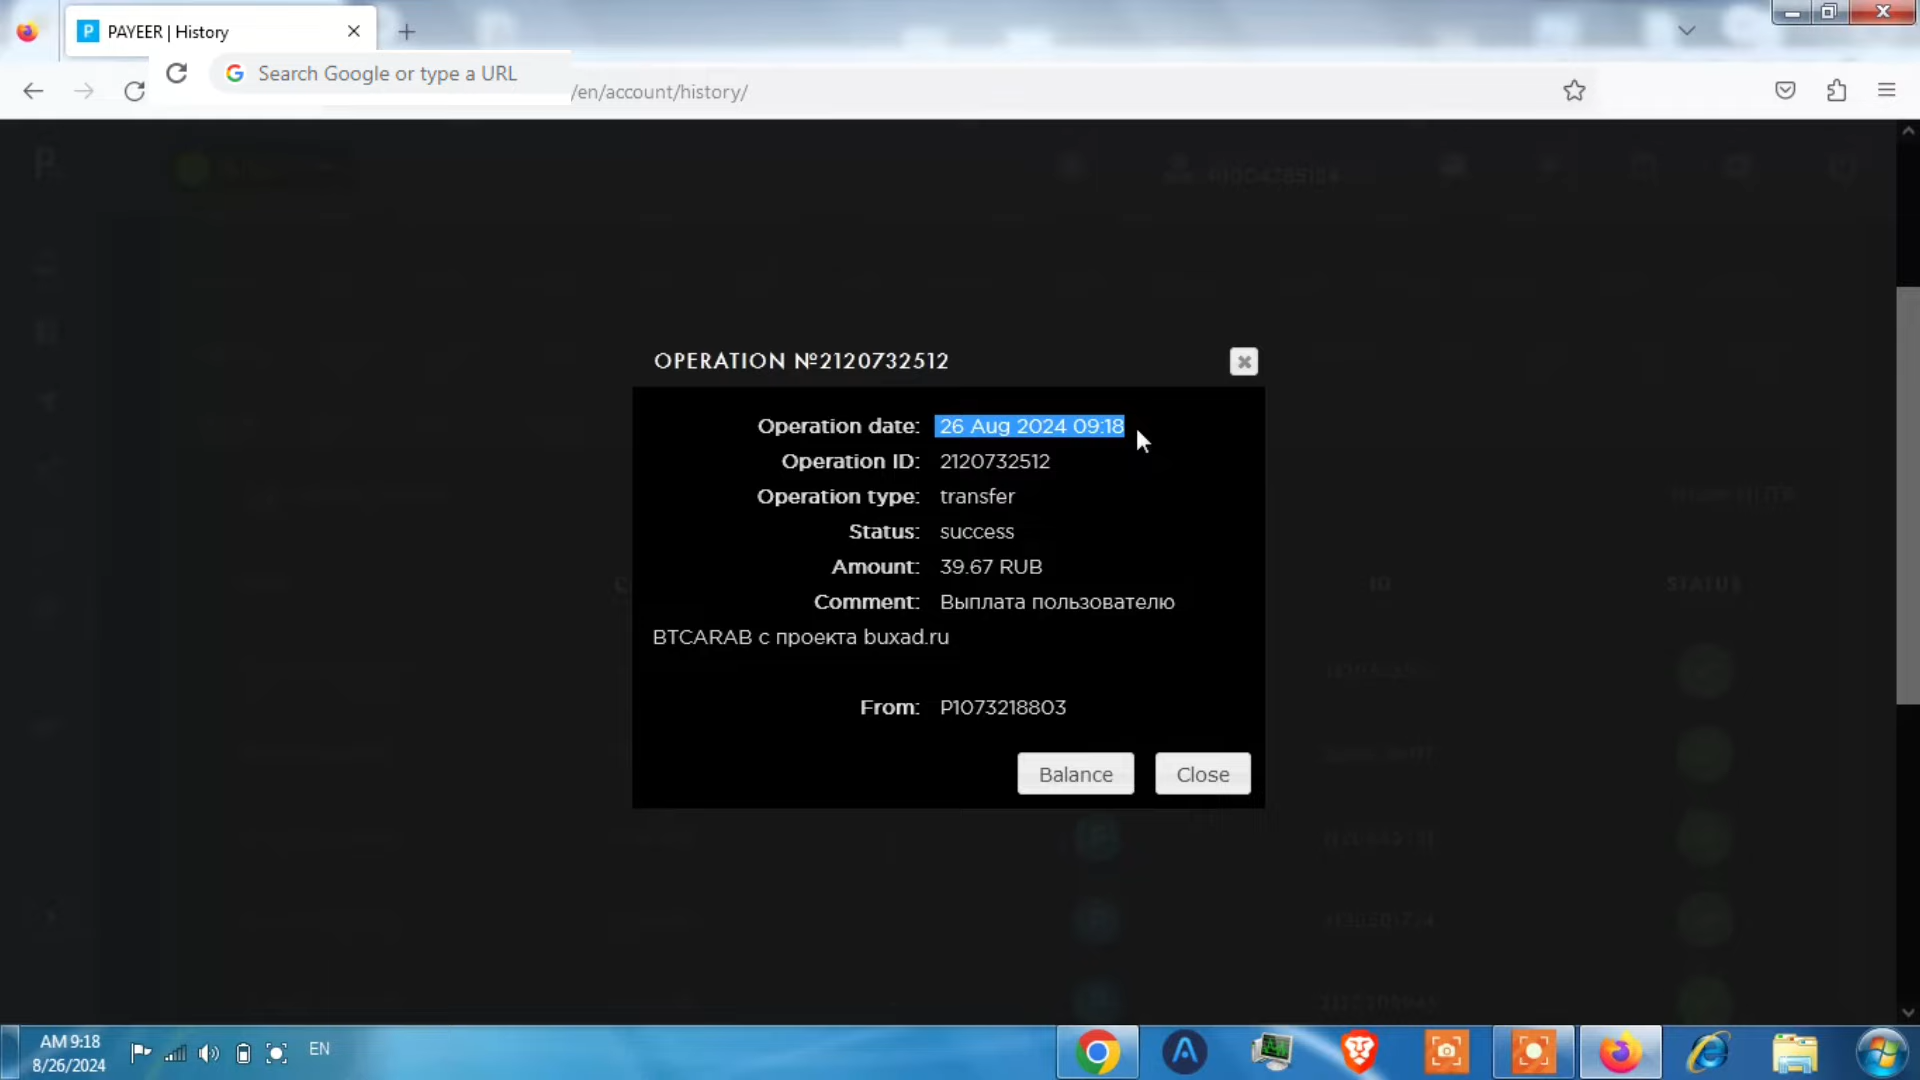 PAYEER | History
Search Google or type a URL
/en/account/history/
OPERATION №2120732512
Operation date: 26 Aug 2024 09:18
Operation ID: 2120732512
Operation type: transfer
Status: success
Amount: 39.67 RUB
Comment: Выплата пользователю
BTCARAB с проекта buxad.ru
From: P1073218803
Balance
Close
ID
STATUS
AM 9:18
8/26/2024
EN